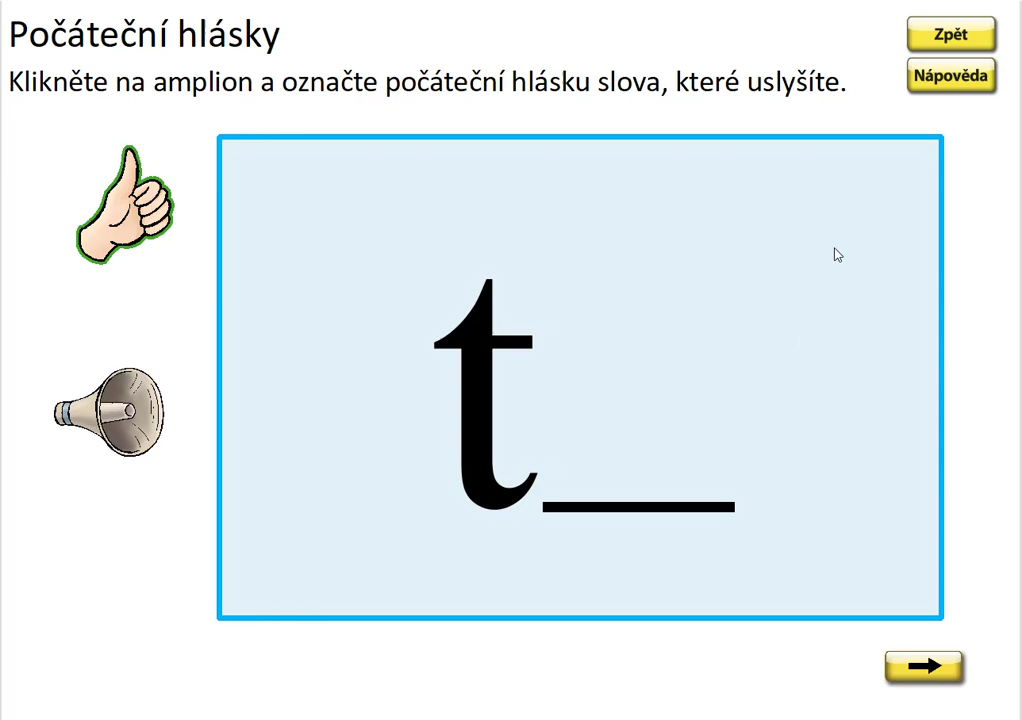 Počáteční hlásky
Klikněte na amplion a označte počáteční hlásku slova, které uslyšíte.
Zpět
Nápověda
t_